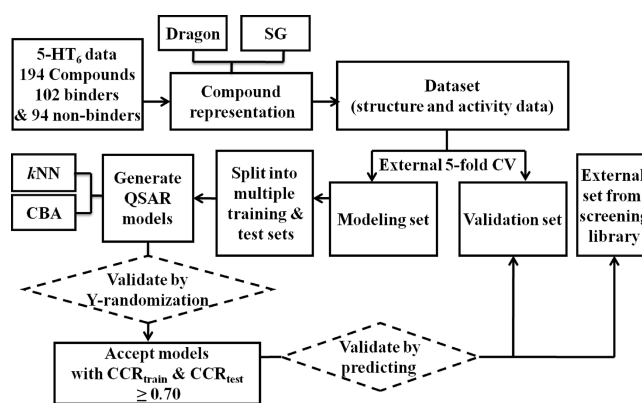 Dragon
SG
5-HT6 data
194 Compounds
102 binders
& 94 non-binders
Compound
representation
Dataset
(structure and activity data)
External 5-fold CV
kNN
CBA
Generate
QSAR
models
Split into
multiple
training &
test sets
Modeling set
Validation set
External
set from
screening
library
Validate by
Y-randomization
Accept models
with CCRtrain & CCRtest
≥ 0.70
Validate by
predicting